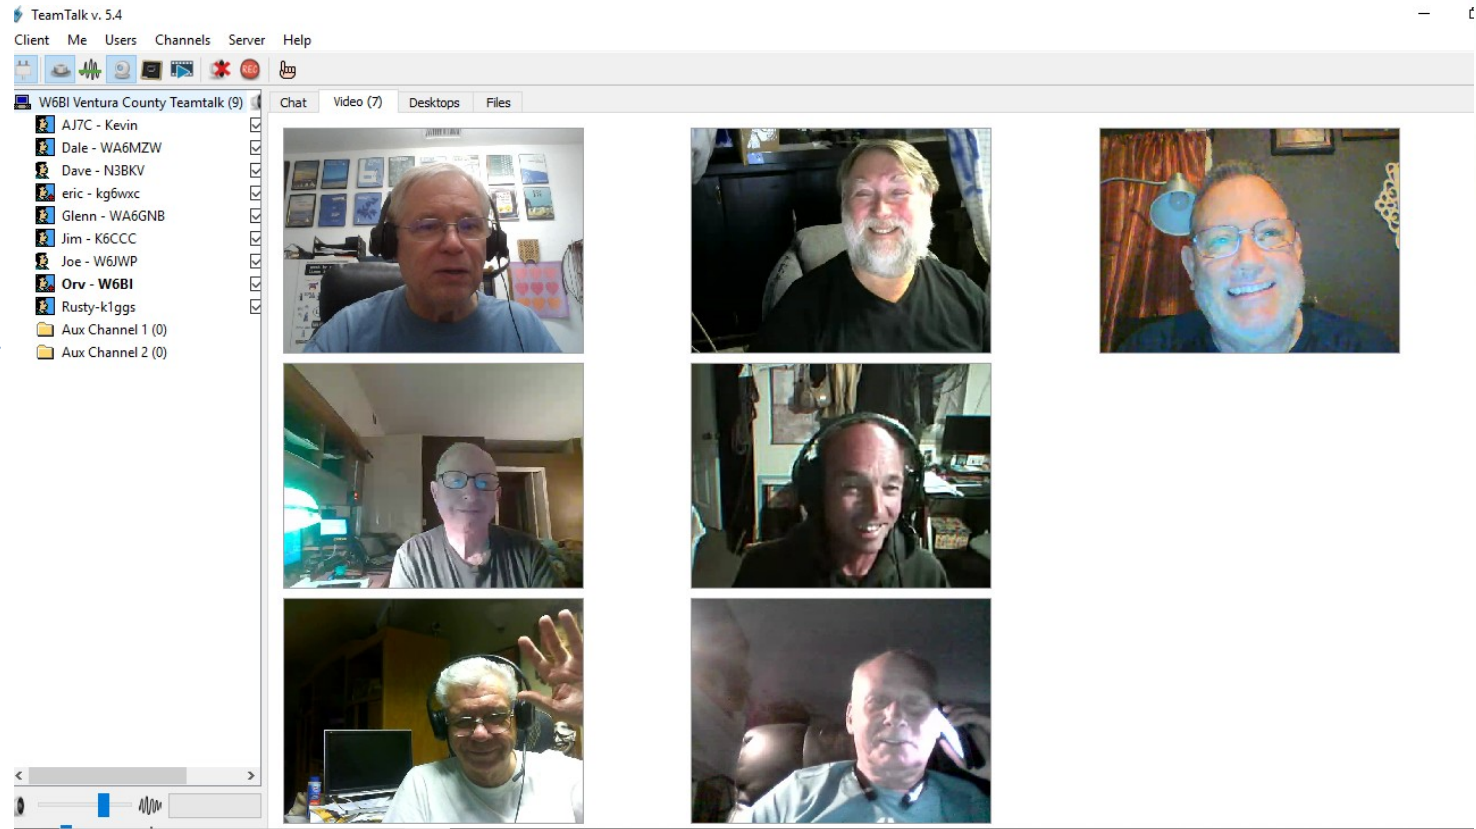 TeamTalk v. 5.4
Client Me Users Channels Server Help
REC
W6BI Ventura County Teamtalk (9)
Chat Video (7) Desktops Files
AJ7C - Kevin
Dale - WA6MZW
Dave - N3BKV
eric - kg6wxc
Glenn - WA6GNB
Jim - K6CCC
Joe - W6JWP
Orv - W6BI
Rusty-k1ggs
Aux Channel 1 (0)
Aux Channel 2 (0)